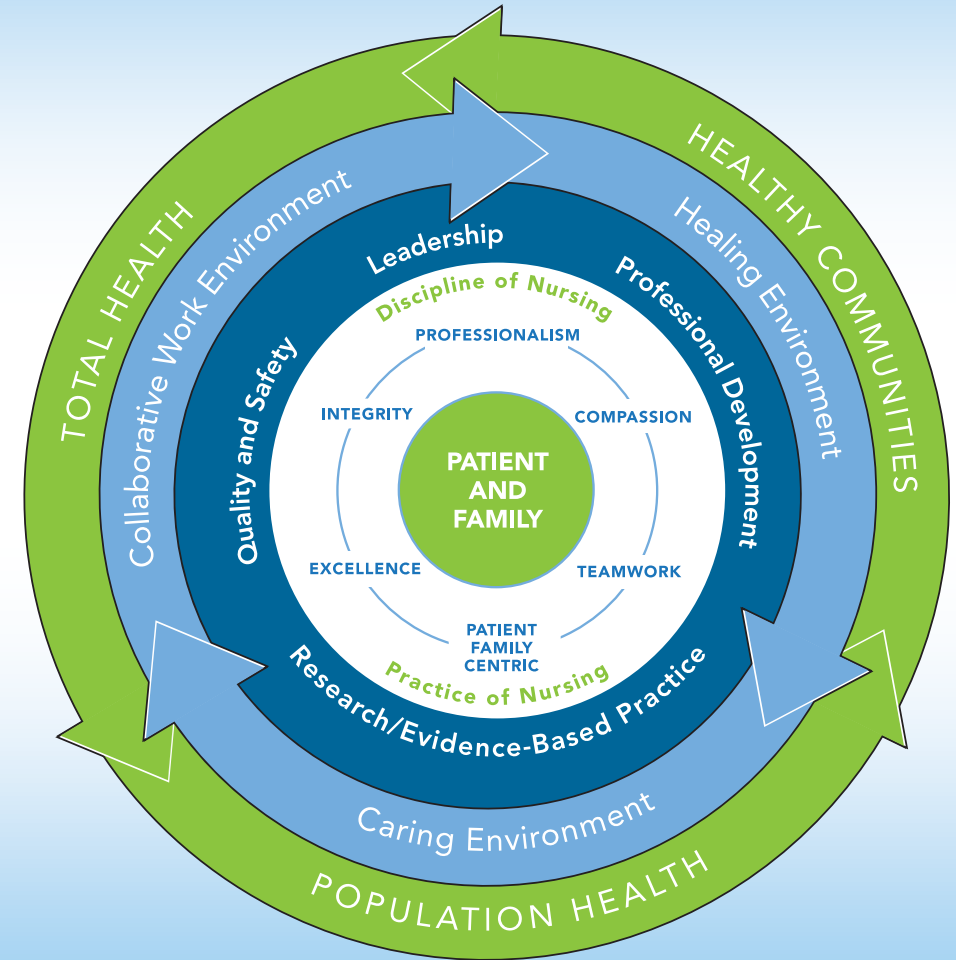 TOTAL HEALTH
HEALTHY COMMUNITIES
POPULATION HEALTH
Collaborative Work Environment
Healing Environment
Caring Environment
Leadership
Professional Development
Quality and Safety
Research/Evidence-Based Practice
Discipline of Nursing
PROFESSIONALISM
INTEGRITY
COMPASSION
PATIENT
AND
FAMILY
EXCELLENCE
TEAMWORK
PATIENT
FAMILY
CENTRIC
Practice of Nursing